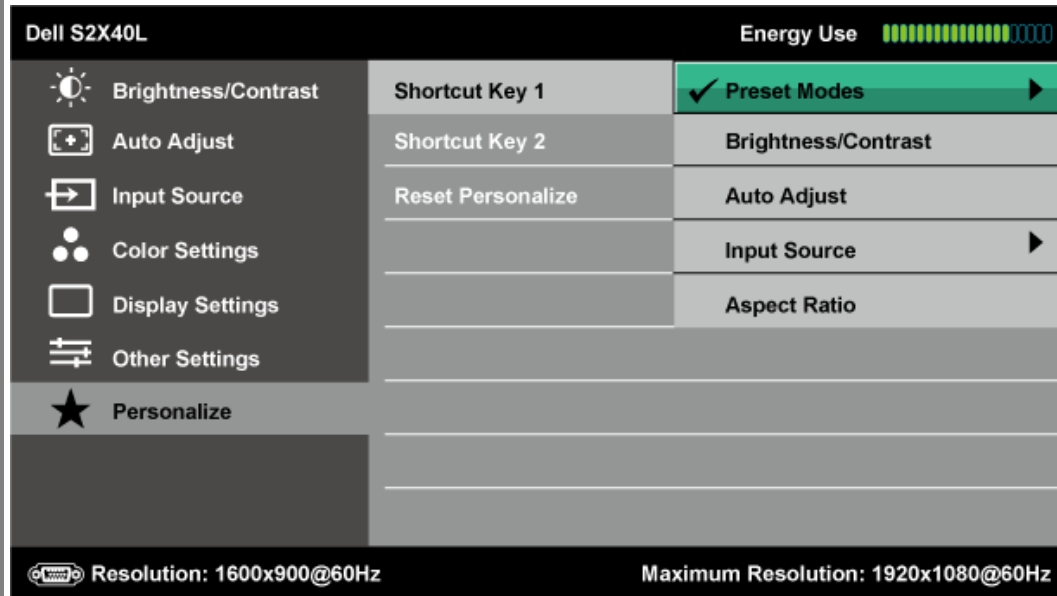 Dell S2X40L Energy Use
Brightness/Contrast Shortcut Key 1 Preset Modes
Auto Adjust Shortcut Key 2 Brightness/Contrast
Input Source Reset Personalize Auto Adjust
Color Settings Input Source
Display Settings Aspect Ratio
Other Settings
Personalize
Resolution: 1600x900@60Hz Maximum Resolution: 1920x1080@60Hz